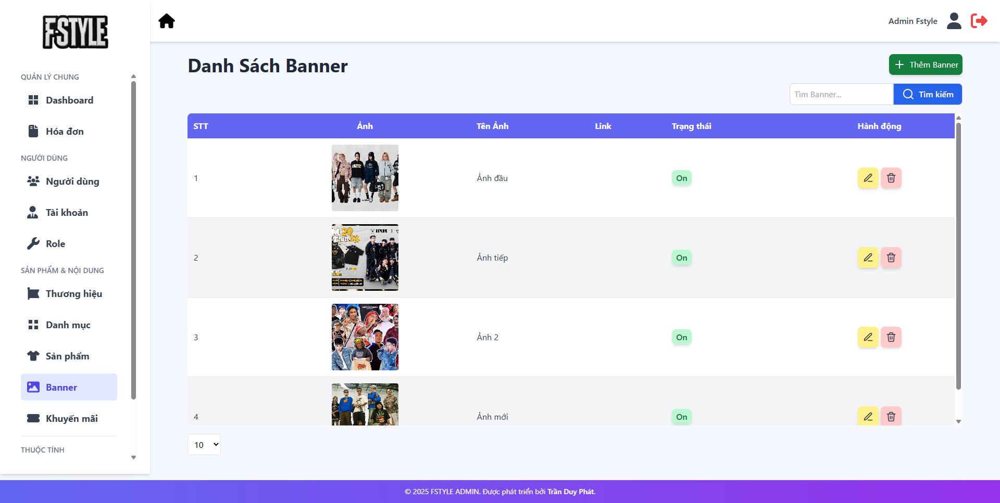 FSTYLE
Admin Fstyle
QUẢN LÝ CHUNG
Dashboard
Hóa đơn
NGƯỜI DÙNG
Người dùng
Tài khoản
Role
SẢN PHẨM & NỘI DUNG
Thương hiệu
Danh mục
Sản phẩm
Banner
Khuyến mãi
THUỘC TÍNH
Danh Sách Banner
Thêm Banner
Tìm Banner...
Tìm kiếm
STT Ảnh Tên Ảnh Link Trạng thái Hành động
1 Ảnh đầu On
2 Ảnh tiếp On
3 Ảnh 2 On
4 Ảnh mới On
10
© 2025 FSTYLE ADMIN. Được phát triển bởi Trần Duy Phát.